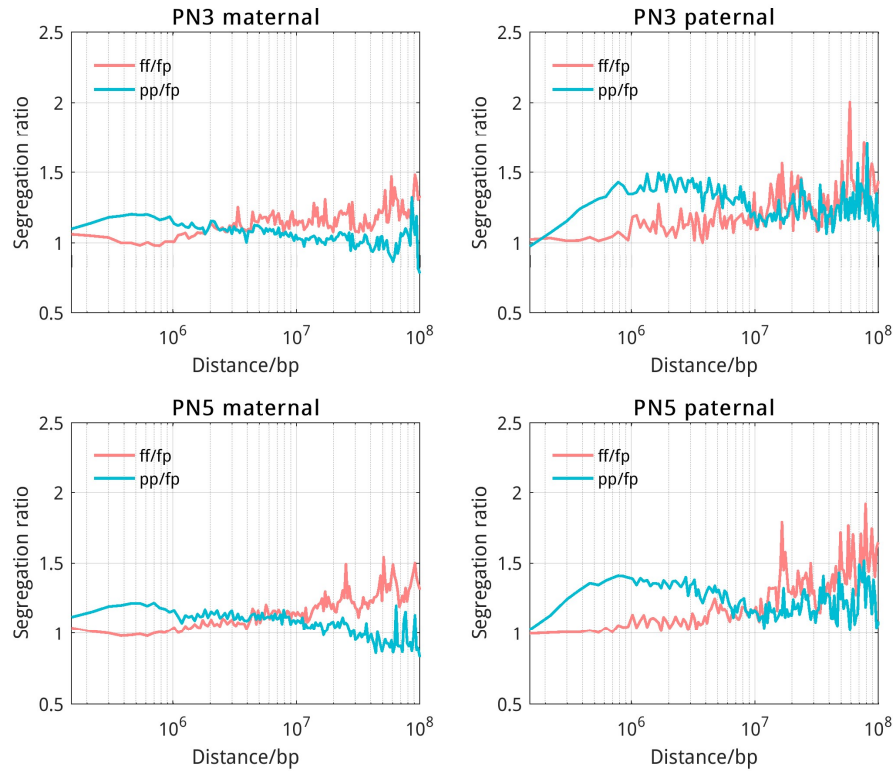 PN3 maternal
2.5
2
1.5
1
0.5
Segregation ratio
ff/fp
pp/fp
10^6
10^7
10^8
Distance/bp
PN3 paternal
2.5
2
1.5
1
0.5
Segregation ratio
ff/fp
pp/fp
10^6
10^7
10^8
Distance/bp
PN5 maternal
2.5
2
1.5
1
0.5
Segregation ratio
ff/fp
pp/fp
10^6
10^7
10^8
Distance/bp
PN5 paternal
2.5
2
1.5
1
0.5
Segregation ratio
ff/fp
pp/fp
10^6
10^7
10^8
Distance/bp